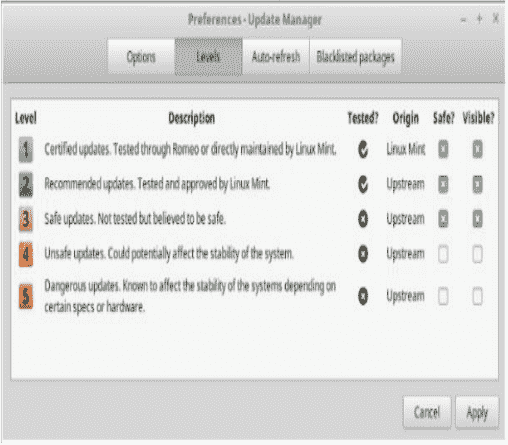 Preferences - Update Manager
Options Levels Auto-refresh Blacklisted packages
Level Description Tested? Origin Safe? Visible?
1 Certified updates. Tested through Romeo or directly maintained by Linux Mint. Linux Mint
2 Recommended updates. Tested and approved by Linux Mint. Upstream
3 Safe updates. Not tested but believed to be safe. Upstream
4 Unsafe updates. Could potentially affect the stability of the system. Upstream
5 Dangerous updates. Known to affect the stability of the systems depending on
certain specs or hardware. Upstream
Cancel Apply